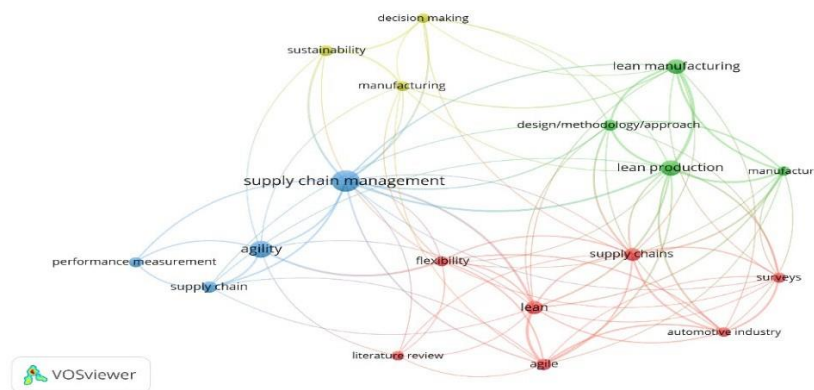 decision making
sustainability
lean manufacturing
manufacturing
design/methodology/approach
lean production
manufactur
supply chain management
agility
supply chains
performance measurement
flexibility
surveys
supply chain
lean
automotive industry
literature review
agile
VOSviewer